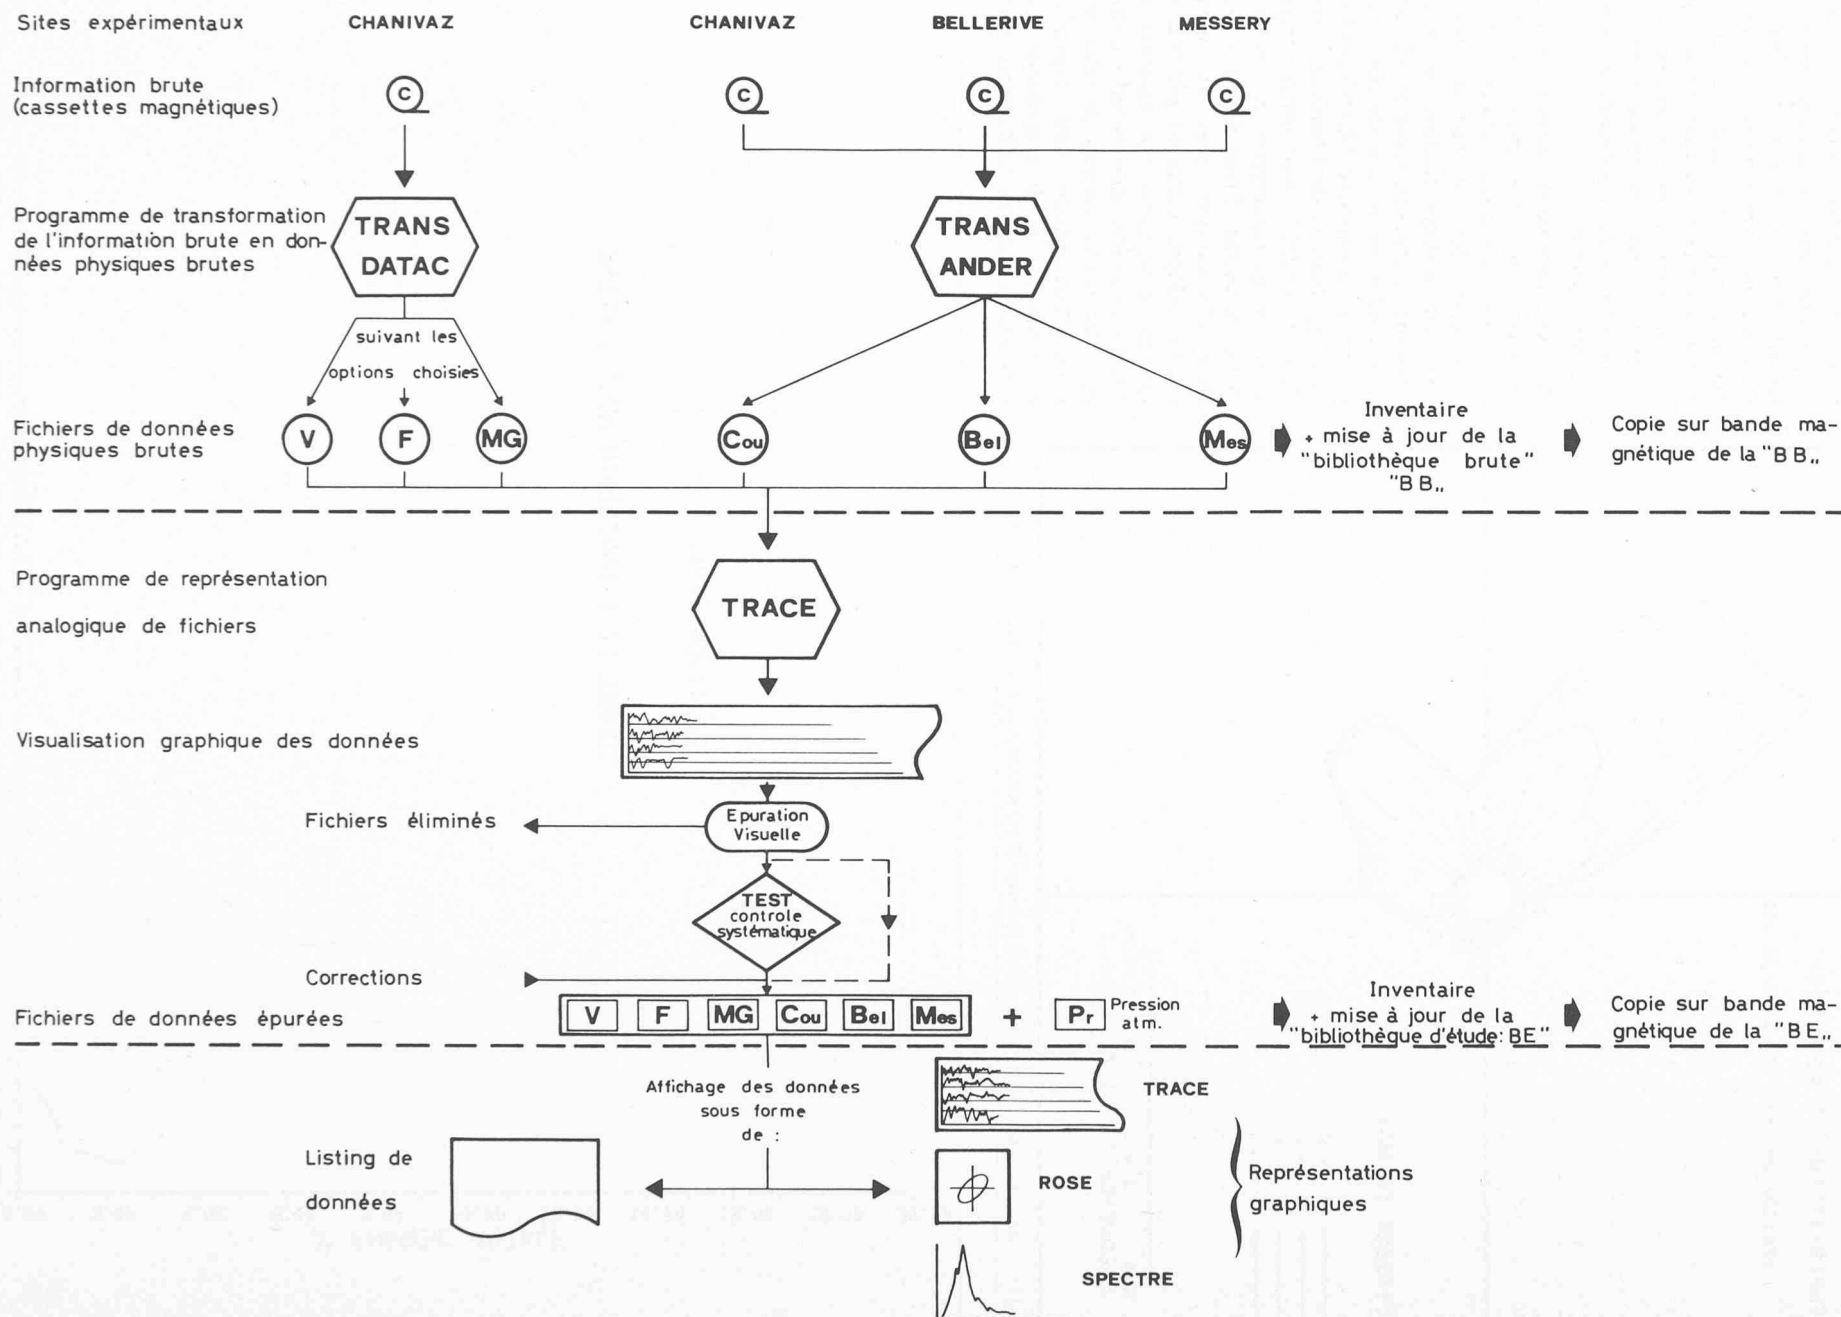 Sites expérimentaux CHANIVAZ CHANIVAZ BELLERIVE MESSERY
Information brute
(cassettes magnétiques)
C C C C
Programme de transformation
de l'information brute en don-
nées physiques brutes
TRANS
DATAC
TRANS
ANDER
suivant les
options choisies
Fichiers de données
physiques brutes
V F MG Cou Bel Mes
Inventaire
+ mise à jour de la
"bibliothèque brute"
"BB„
Copie sur bande ma-
gnétique de la "BB„
Programme de représentation
analogique de fichiers
TRACE
Visualisation graphique des données
Fichiers éliminés
Epuration
Visuelle
TEST
controle
systématique
Corrections
Fichiers de données épurées
V F MG Cou Bel Mes + Pr Pression
atm.
Inventaire
+ mise à jour de la
"bibliothèque d'étude: BE"
Copie sur bande ma-
gnétique de la "BE„
Affichage des données
sous forme
de :
Listing de
données
TRACE
ROSE
SPECTRE
Représentations
graphiques